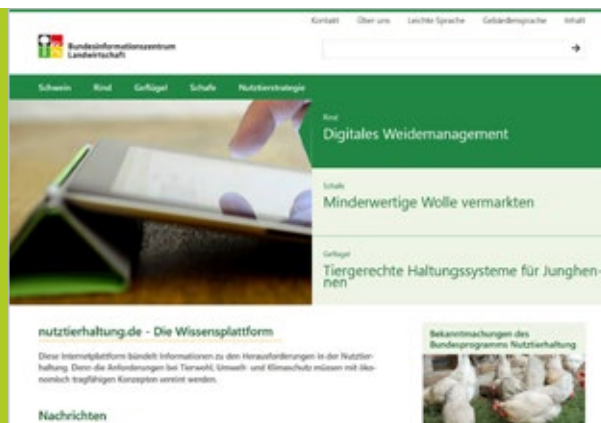 Kontakt Über uns Leichte Sprache Gebärdensprache Inhalt
Bundesinformationszentrum
Landwirtschaft
Schwein Rind Geflügel Schafe Nutztierstrategie
Rind
Digitales Weidemanagement
Schafe
Minderwertige Wolle vermarkten
Geflügel
Tiergerechte Haltungssysteme für Junghen-
nen
nutztierhaltung.de - Die Wissensplattform
Diese Internetplattform bündelt Informationen zu den Herausforderungen in der Nutztier-
haltung. Denn die Anforderungen bei Tierwohl, Umwelt- und Klimaschutz müssen mit öko-
nomisch tragfähigen Konzepten vereint werden.
Bekanntmachungen des
Bundesprogramms Nutztierhaltung
Nachrichten